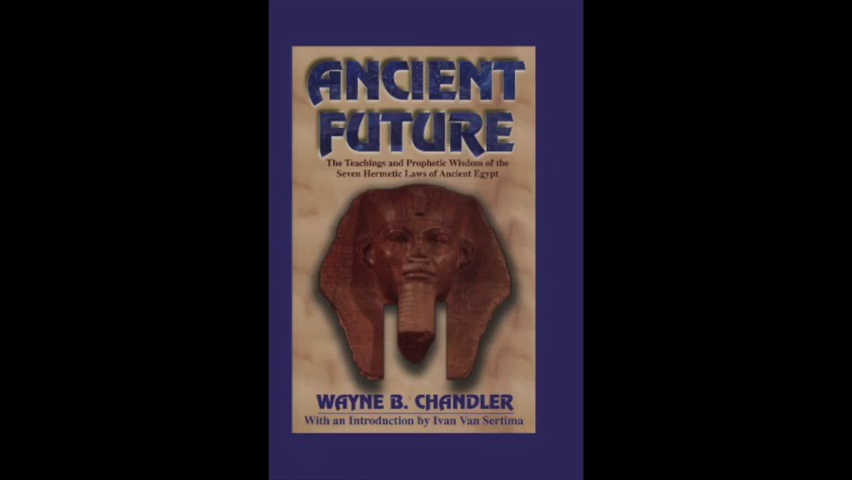 ANCIENT
FUTURE
The Teachings and Prophetic Wisdom of the
Seven Hermetic Laws of Ancient Egypt
WAYNE B. CHANDLER
With an Introduction by Ivan Van Sertima